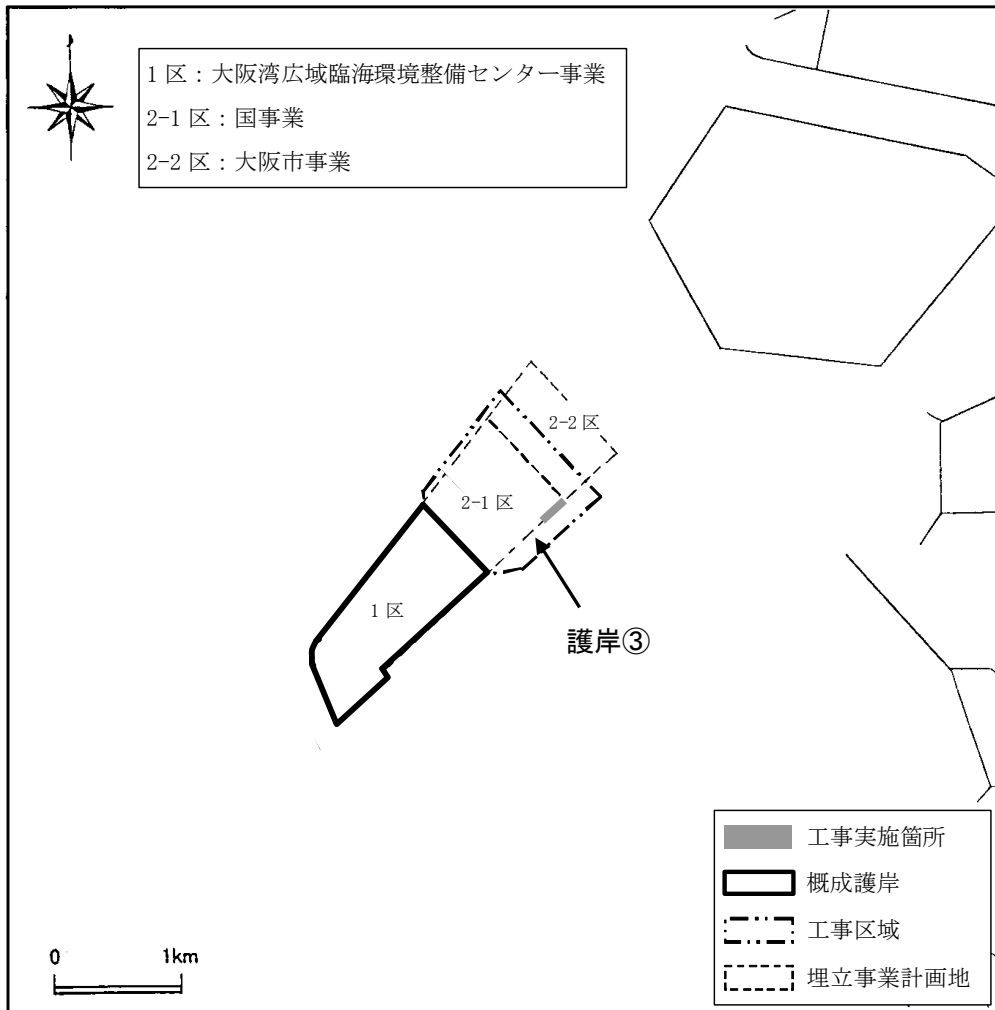 1 区：大阪湾広域臨海環境整備センター事業
2-1 区：国事業
2-2 区：大阪市事業
2-2 区
2-1 区
1 区
護岸③
工事実施箇所
概成護岸
工事区域
埋立事業計画地
0 1km